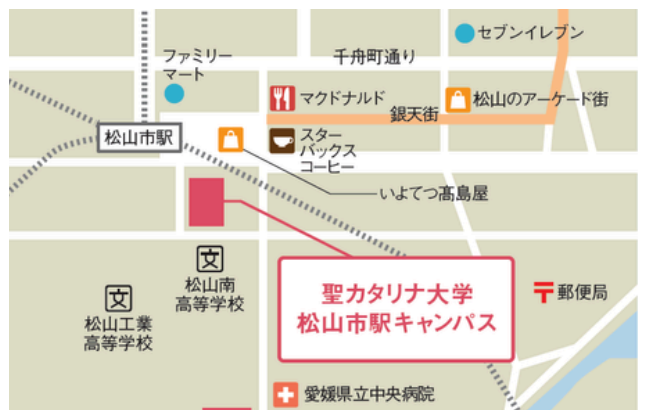 セブンイレブン
ファミリー
マート
千舟町通り
マクドナルド
松山のアーケード街
銀天街
松山市駅
スター
バックス
コーヒー
いよてつ髙島屋
文
松山南
高等学校
聖カタリナ大学
松山市駅キャンパス
〒郵便局
文
松山工業
高等学校
愛媛県立中央病院